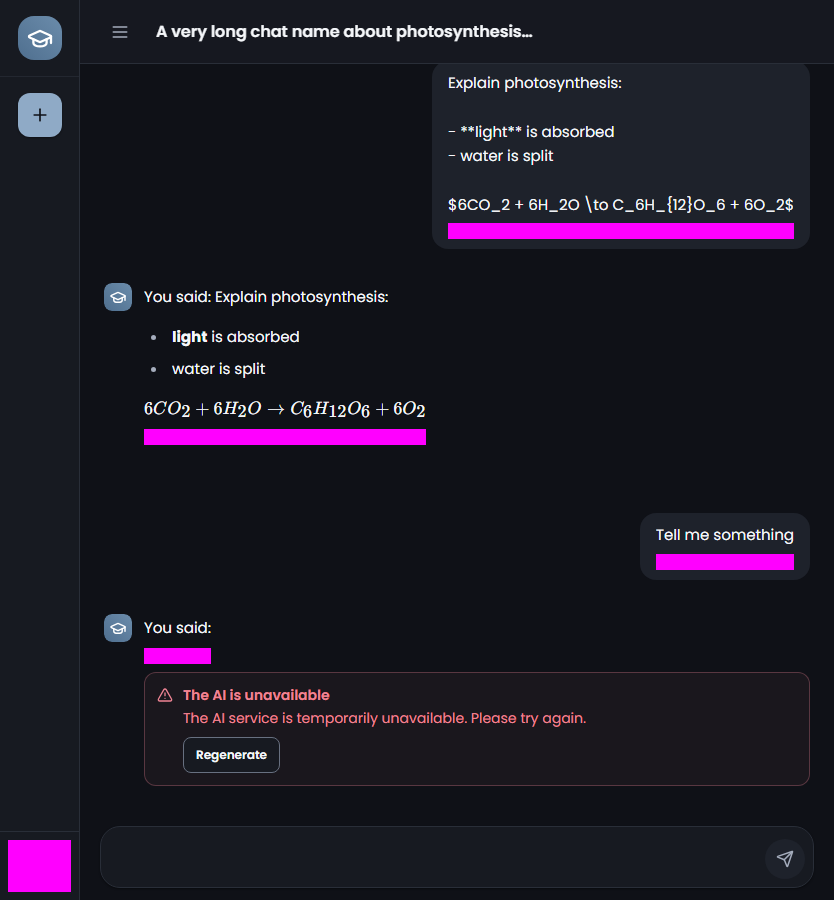 A very long chat name about photosynthesis...
Explain photosynthesis:
- **light** is absorbed
- water is split
$6CO_2 + 6H_2O \to C_6H_{12}O_6 + 6O_2$
You said: Explain photosynthesis:
• light is absorbed
• water is split
6CO₂ + 6H₂O → C₆H₁₂O₆ + 6O₂
Tell me something
You said:
The AI is unavailable
The AI service is temporarily unavailable. Please try again.
Regenerate